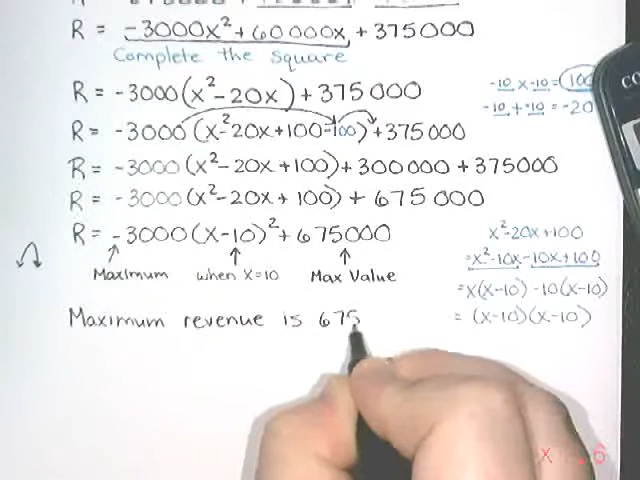 R = -3000x² + 60000x + 375000
Complete the square
R = -3000(x² - 20x) + 375000
-10 x -10 = 100
-10 + -10 = -20
R = -3000(x² - 20x + 100 - 100) + 375000
R = -3000(x² - 20x + 100) + 300000 + 375000
R = -3000(x² - 20x + 100) + 675000
R = -3000(x - 10)² + 675000
Maximum when x = 10 Max Value
x² - 20x + 100
= x² - 10x - 10x + 100
= x(x - 10) - 10(x - 10)
= (x - 10)(x - 10)
Maximum revenue is 675
CO